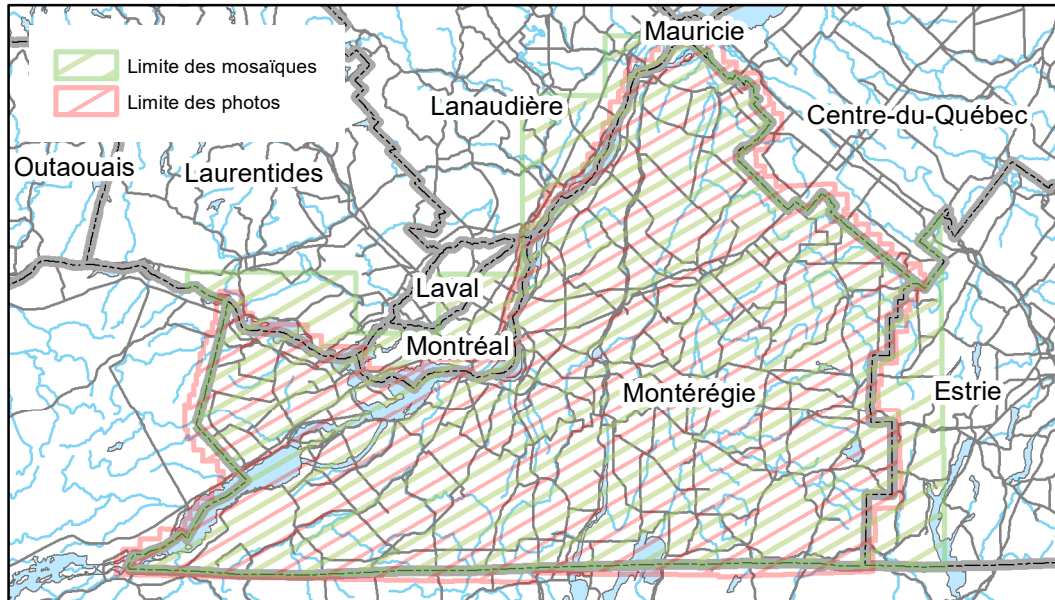 Mauricie
Limite des mosaïques
Limite des photos
Lanaudière
Centre-du-Québec
Outaouais
Laurentides
Laval
Montréal
Montérégie
Estrie